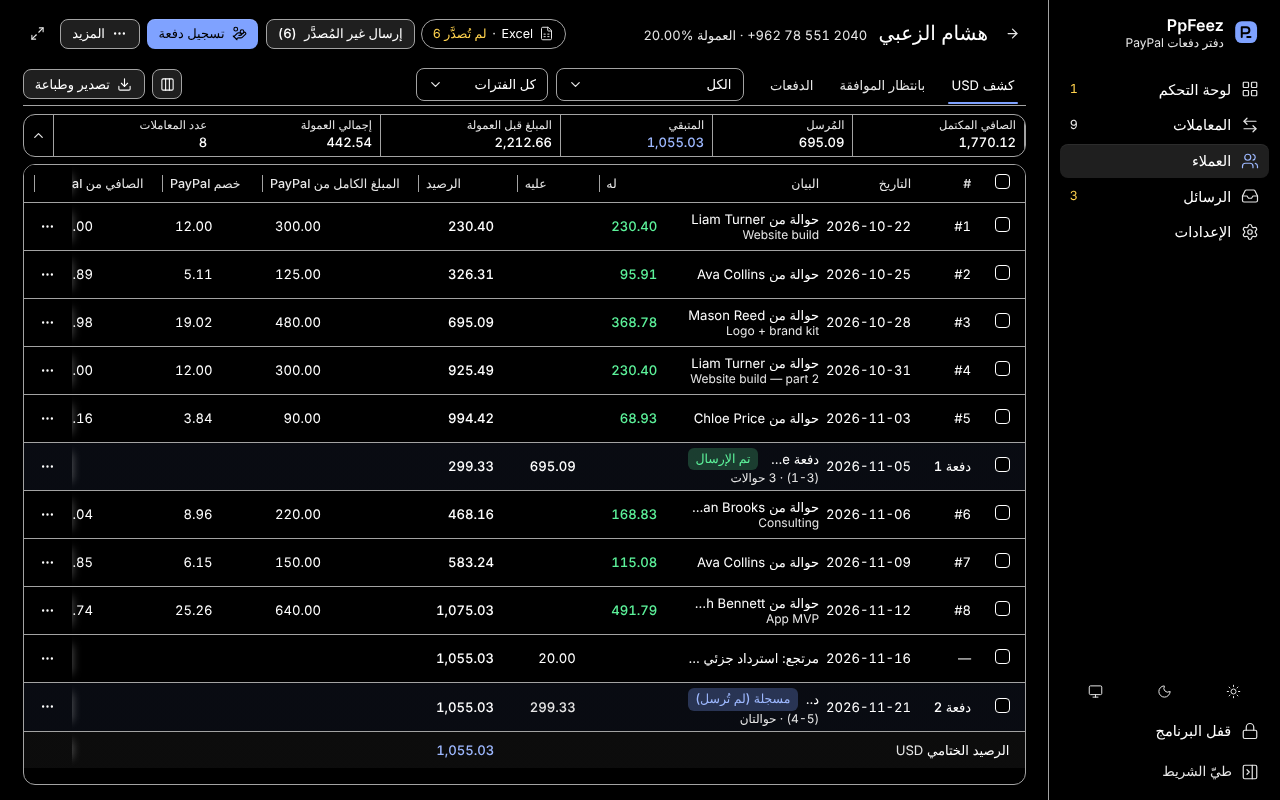 PpFeez
دفتر دفعات PayPal
لوحة التحكم 1
المعاملات 9
العملاء
الرسائل 3
الإعدادات
قفل البرنامج
طيّ الشريط
هشام الزعبي +962 78 551 2040 · العمولة 20.00%
Excel · لم تُصدَّر 6
إرسال غير المُصدَّر (6)
تسجيل دفعة
المزيد
كشف USD
بانتظار الموافقة
الدفعات
الكل
كل الفترات
تصدير وطباعة
الصافي المكتمل
1,770.12
المُرسل
695.09
المتبقي
1,055.03
المبلغ قبل العمولة
2,212.66
إجمالي العمولة
442.54
عدد المعاملات
8
# التاريخ البيان له عليه الرصيد المبلغ الكامل من PayPal خصم PayPal الصافي من al
#1 2026-10-22 حوالة من Liam Turner 230.40 230.40 300.00 12.00 .00
Website build
#2 2026-10-25 حوالة من Ava Collins 95.91 326.31 125.00 5.11 .89
#3 2026-10-28 حوالة من Mason Reed 368.78 695.09 480.00 19.02 .98
Logo + brand kit
#4 2026-10-31 حوالة من Liam Turner 230.40 925.49 300.00 12.00 .00
Website build — part 2
#5 2026-11-03 حوالة من Chloe Price 68.93 994.42 90.00 3.84 .16
دفعة 1 2026-11-05 دفعة e... تم الإرسال 695.09 299.33
(1-3) · 3 حوالات
#6 2026-11-06 حوالة من an Brooks... 168.83 468.16 220.00 8.96 .04
Consulting
#7 2026-11-09 حوالة من Ava Collins 115.08 583.24 150.00 6.15 .85
#8 2026-11-12 حوالة من h Bennett... 491.79 1,075.03 640.00 25.26 .74
App MVP
— 2026-11-16 مرتجع: استرداد جزئي ... 20.00 1,055.03
دفعة 2 2026-11-21 د.. مسجلة (لم تُرسل) 299.33 1,055.03
(4-5) · حوالتان
الرصيد الختامي USD 1,055.03